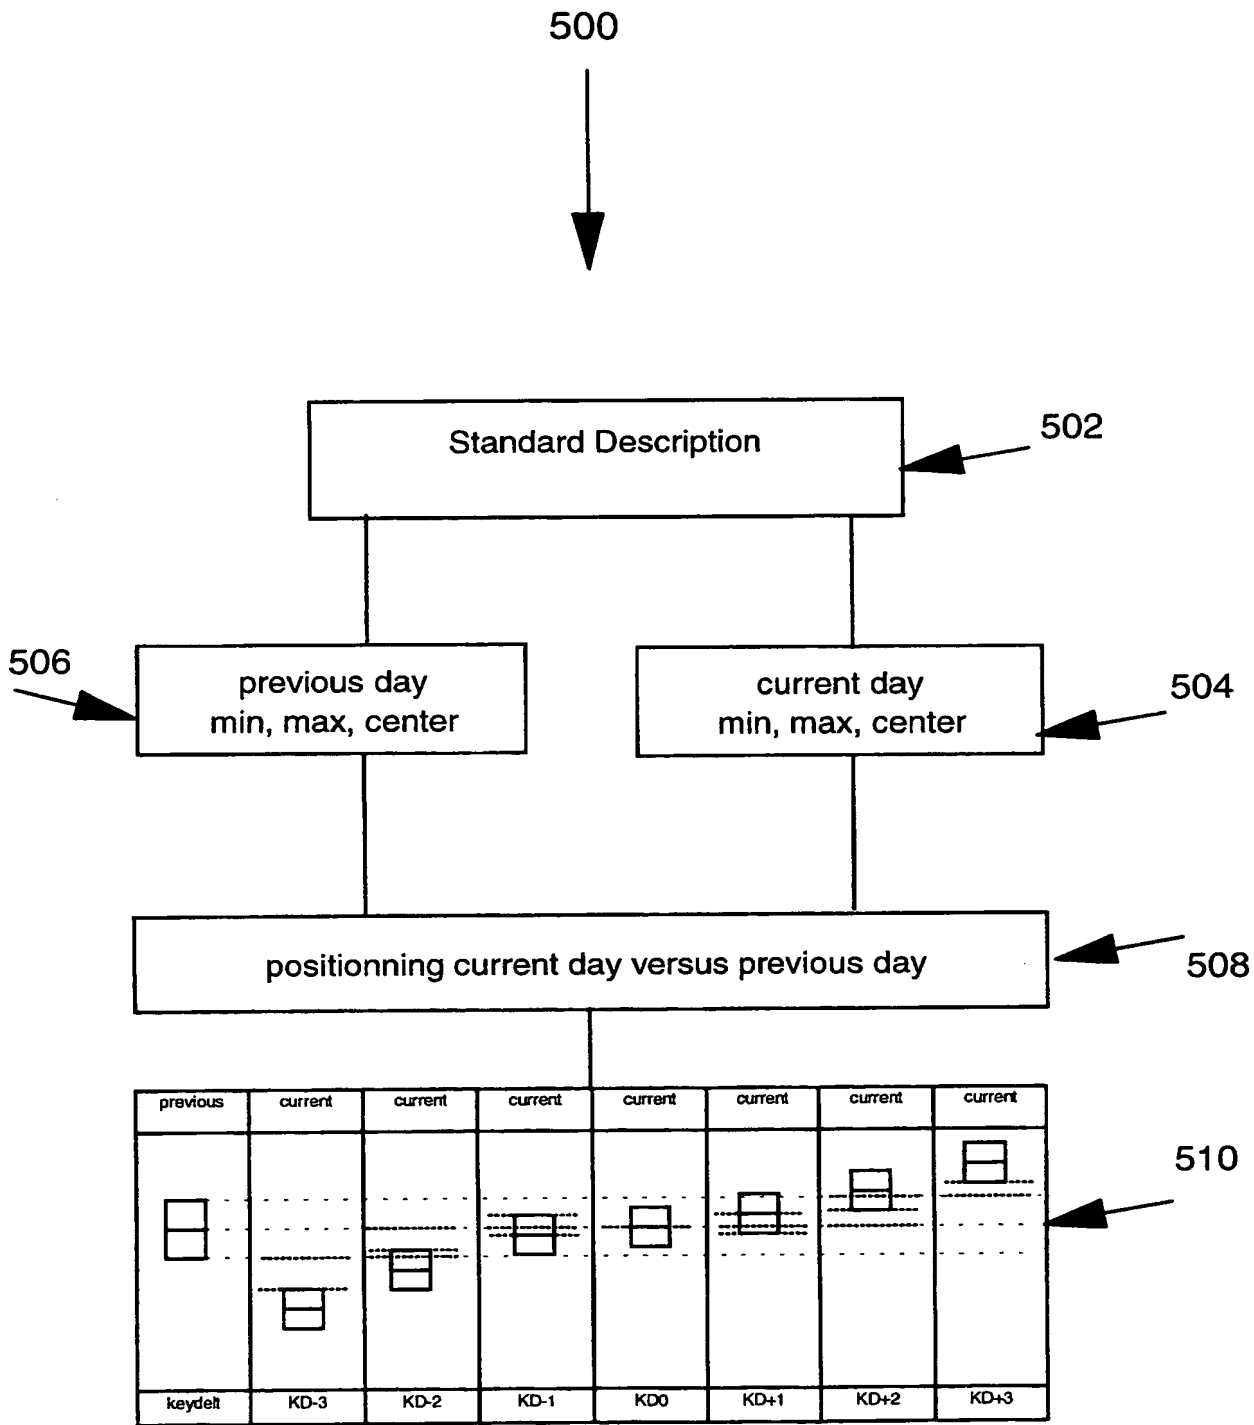 500
Standard Description
502
506
previous day
min, max, center
current day
min, max, center
504
positionning current day versus previous day
508
previous current current current current current current current
510
keydelt KD-3 KD-2 KD-1 KD0 KD+1 KD+2 KD+3